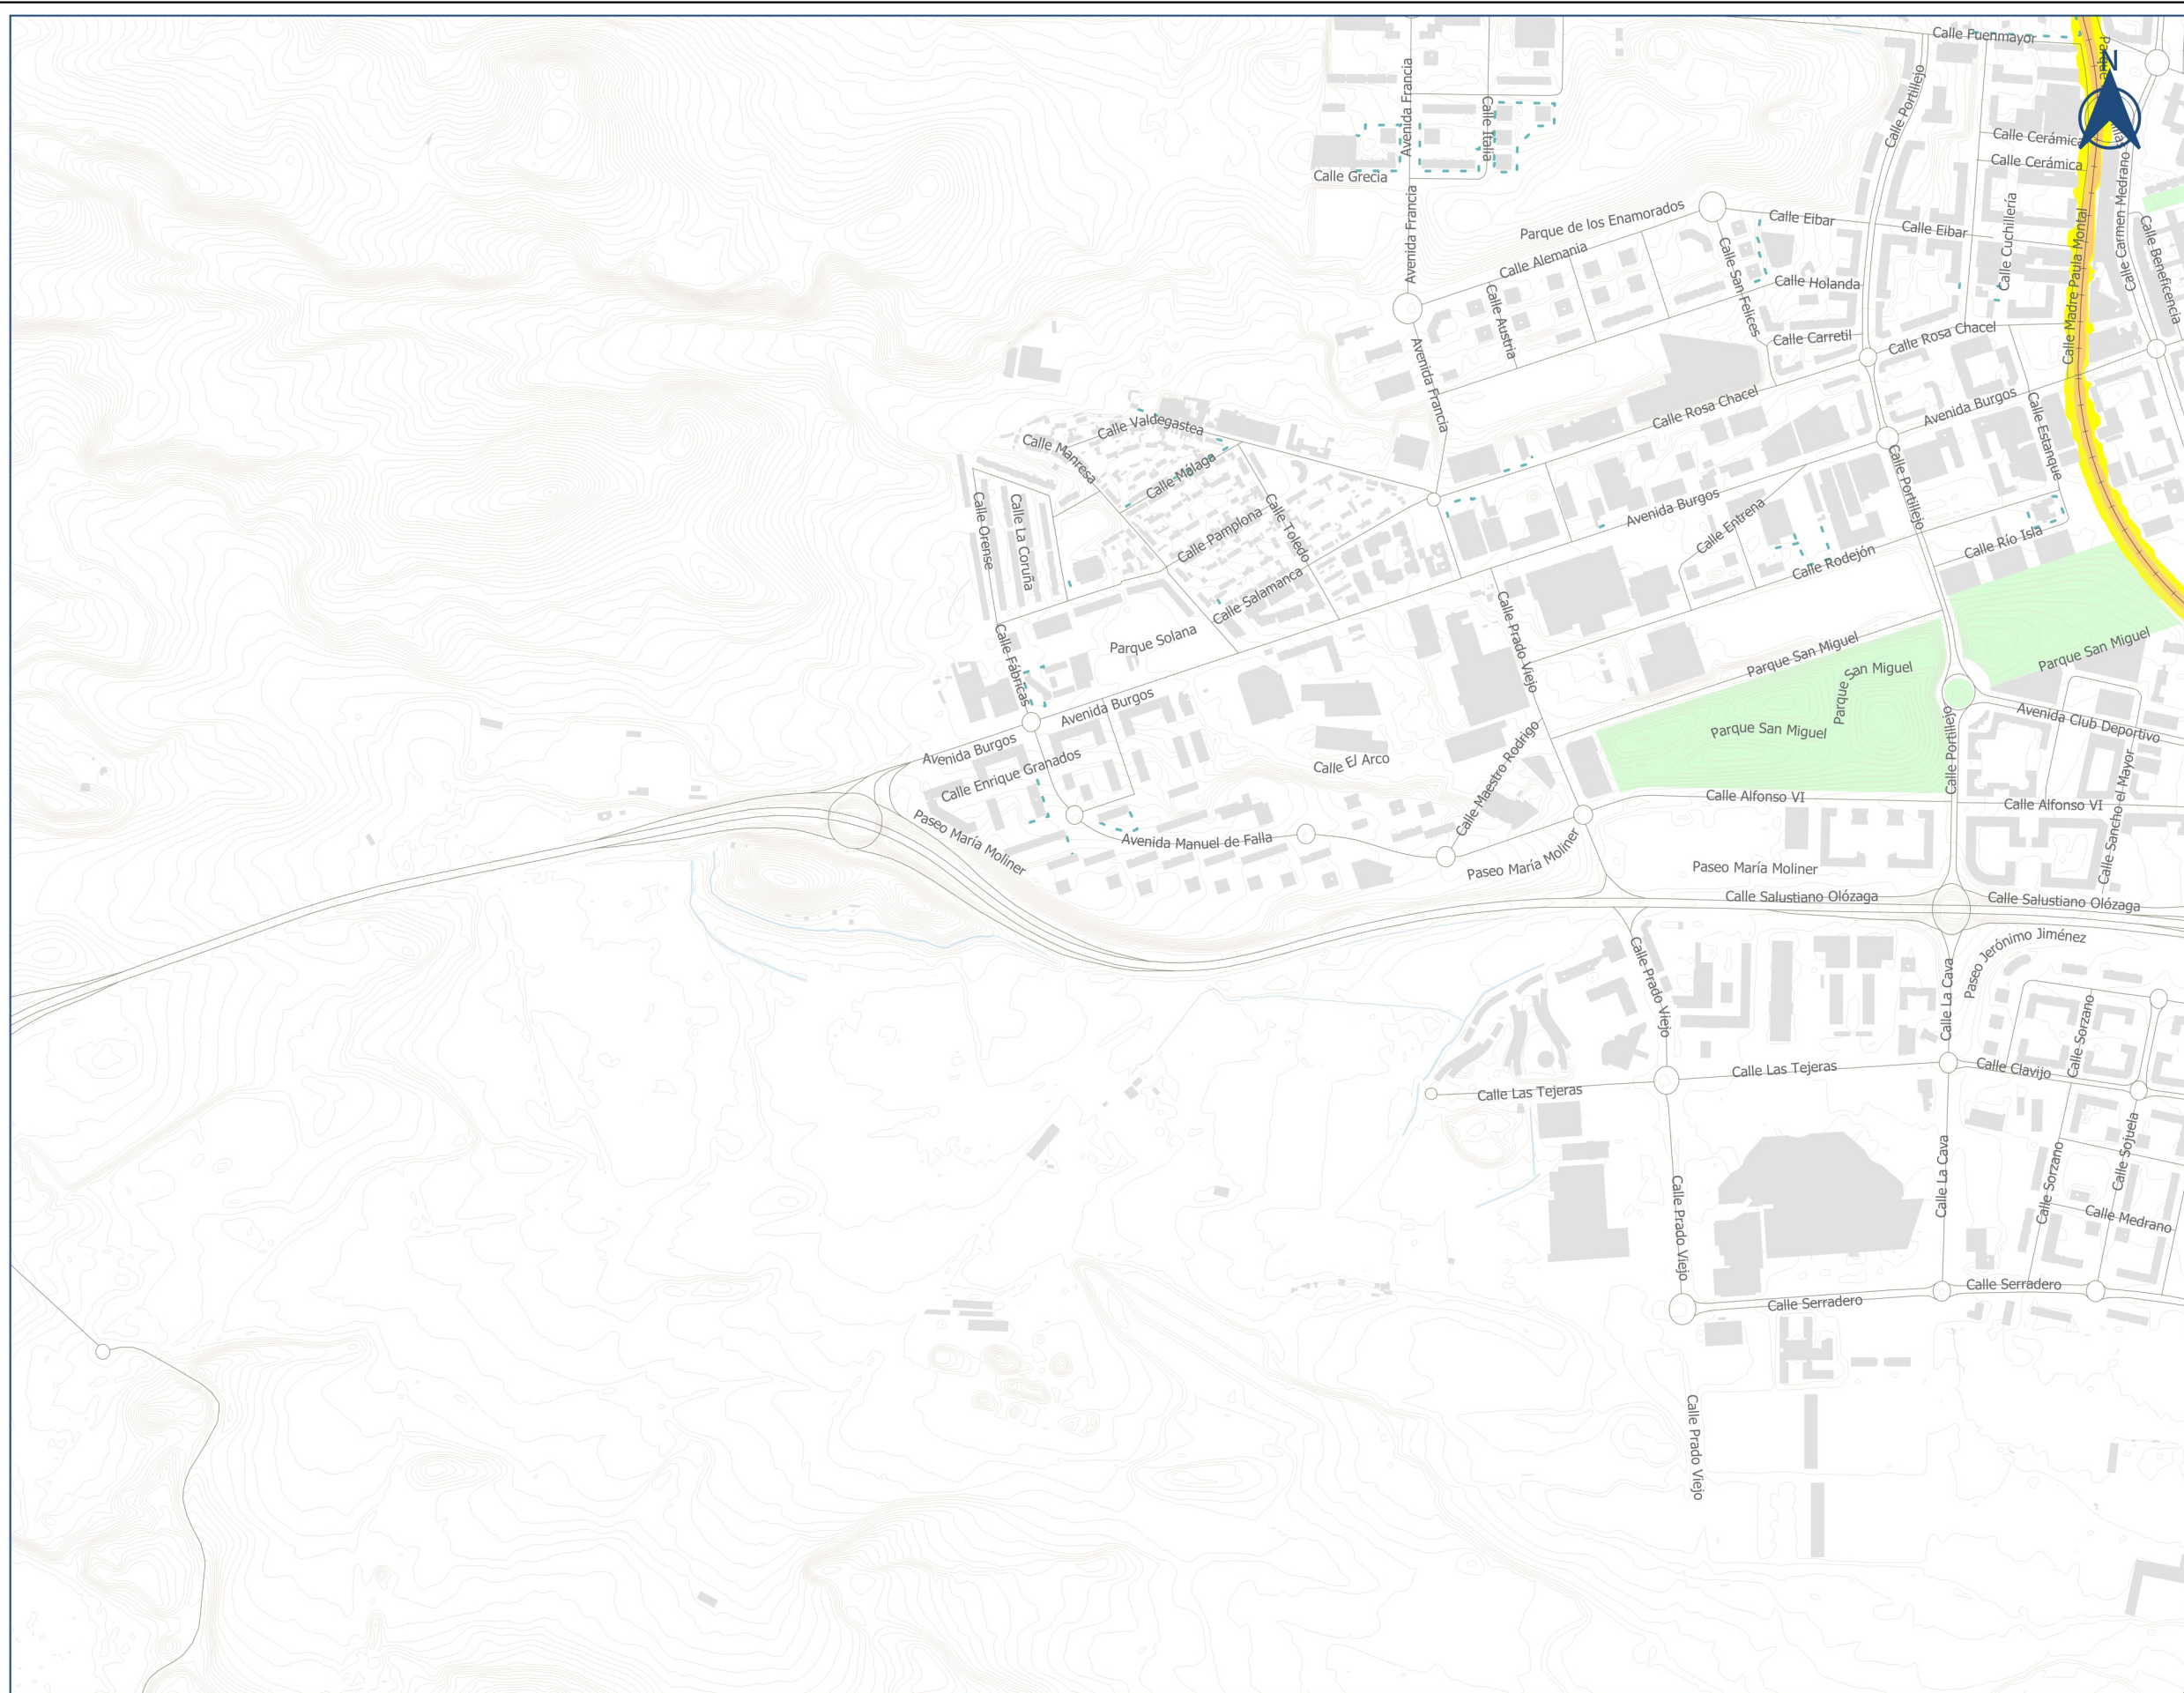 Calle Fuenmayor
N
Calle Portillejo
Avenida Francia
Calle Italia
Calle Cerámica
Calle Cerámica
Calle Grecia
Calle Carmen Medrano
Avenida Francia
Parque de los Enamorados
Calle Eibar
Calle Eibar
Calle Cuchillería
Calle Madre Paula Montal
Calle Beneficencia
Calle Alemania
Calle San Felices
Calle Holanda
Calle Austria
Calle Carretil
Calle Rosa Chacel
Avenida Francia
Calle Rosa Chacel
Avenida Burgos
Calle Estanque
Calle Valdegastea
Calle Manresa
Calle Málaga
Calle Portillejo
Calle Orense
Calle La Coruña
Calle Pamplona
Calle Toledo
Avenida Burgos
Calle Entrena
Calle Río Isla
Calle Rodejón
Calle Salamanca
Calle Prado Viejo
Parque Solana
Calle Fábricas
Parque San Miguel
Parque San Miguel
Parque San Miguel
Parque San Miguel
Avenida Burgos
Avenida Burgos
Calle Portillejo
Avenida Club Deportivo
Calle Enrique Granados
Calle El Arco
Calle Maestro Rodrigo
Calle Sancho el Mayor
Calle Alfonso VI
Calle Alfonso VI
Paseo María Moliner
Avenida Manuel de Falla
Paseo María Moliner
Paseo María Moliner
Calle Salustiano Olózaga
Calle Salustiano Olózaga
Paseo Jerónimo Jiménez
Calle Prado Viejo
Calle La Cava
Calle Sorzano
Calle Las Tejeras
Calle Las Tejeras
Calle Clavijo
Calle La Cava
Calle Sojuela
Calle Sorzano
Calle Prado Viejo
Calle Medrano
Calle Serradero
Calle Serradero
Calle Prado Viejo